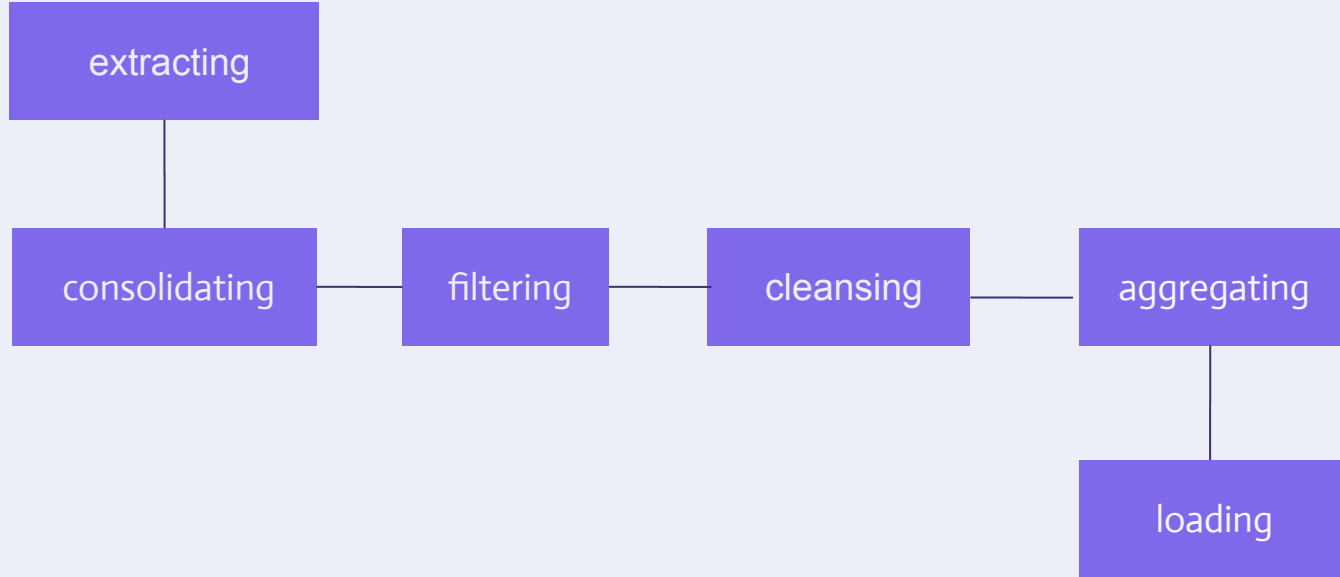 extracting
consolidating
filtering
cleansing
aggregating
loading